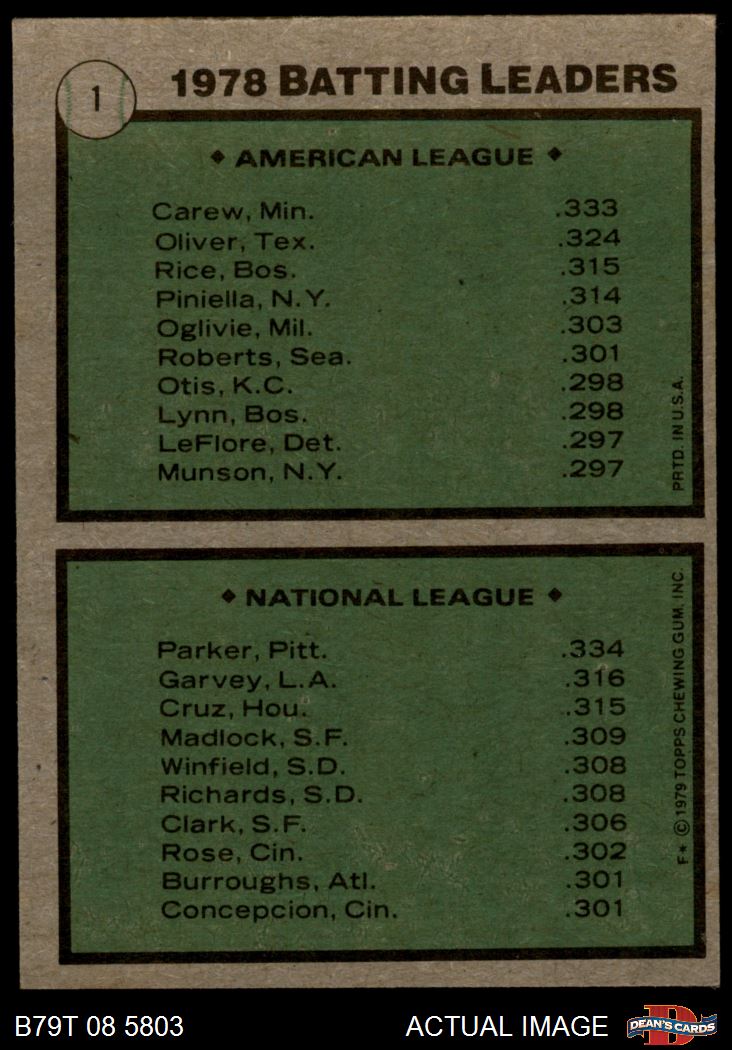 1
1978 BATTING LEADERS
♦ AMERICAN LEAGUE ♦
Carew, Min. .333
Oliver, Tex. .324
Rice, Bos. .315
Piniella, N.Y. .314
Oglivie, Mil. .303
Roberts, Sea. .301
Otis, K.C. .298
Lynn, Bos. .298
LeFlore, Det. .297
Munson, N.Y. .297
PRTD. IN U.S.A.
♦ NATIONAL LEAGUE ♦
Parker, Pitt. .334
Garvey, L.A. .316
Cruz, Hou. .315
Madlock, S.F. .309
Winfield, S.D. .308
Richards, S.D. .308
Clark, S.F. .306
Rose, Cin. .302
Burroughs, Atl. .301
Concepcion, Cin. .301
F* © 1979 TOPPS CHEWING GUM, INC.
B79T 08 5803
ACTUAL IMAGE
D
DEAN'S CARDS